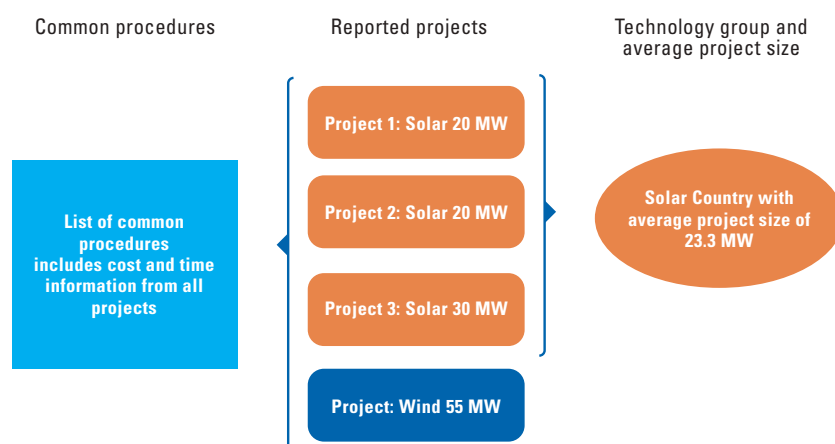 Common procedures
Reported projects
Technology group and
average project size
Project 1: Solar 20 MW
Project 2: Solar 20 MW
Project 3: Solar 30 MW
Project: Wind 55 MW
List of common
procedures
includes cost and time
information from all
projects
Solar Country with
average project size of
23.3 MW